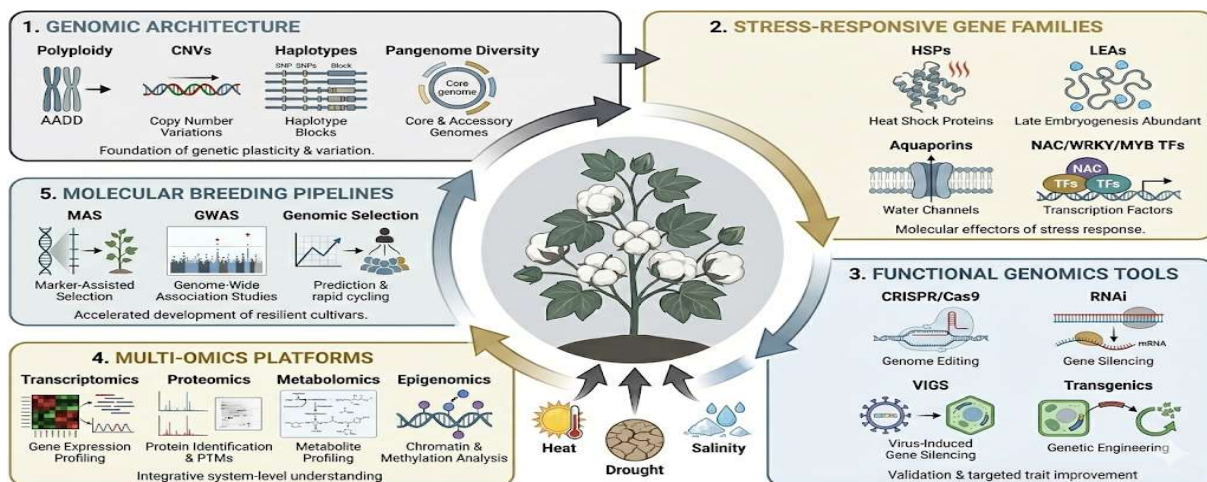 1. GENOMIC ARCHITECTURE
Polyploidy
AADD
CNVs
Copy Number
Variations
Haplotypes
SNP SNPs Block
Haplotype
Blocks
Pangenome Diversity
Core
genome
Core & Accessory
Genomes
Foundation of genetic plasticity & variation.
2. STRESS-RESPONSIVE GENE FAMILIES
HSPs
Heat Shock Proteins
LEAs
Late Embryogenesis Abundant
Aquaporins
Water Channels
NAC/WRKY/MYB TFs
NAC
TFs TFs
Transcription Factors
Molecular effectors of stress response.
5. MOLECULAR BREEDING PIPELINES
MAS
Marker-Assisted
Selection
GWAS
Genome-Wide
Association Studies
Genomic Selection
Prediction &
rapid cycling
Accelerated development of resilient cultivars.
3. FUNCTIONAL GENOMICS TOOLS
CRISPR/Cas9
Genome Editing
RNAi
mRNA
Gene Silencing
VIGS
Virus-Induced
Gene Silencing
Transgenics
Genetic Engineering
Validation & targeted trait improvement
4. MULTI-OMICS PLATFORMS
Transcriptomics
Gene Expression
Profiling
Proteomics
Protein Identification
& PTMs
Metabolomics
Metabolite
Profiling
Epigenomics
Chromatin &
Methylation Analysis
Integrative system-level understanding
Heat
Drought
Salinity